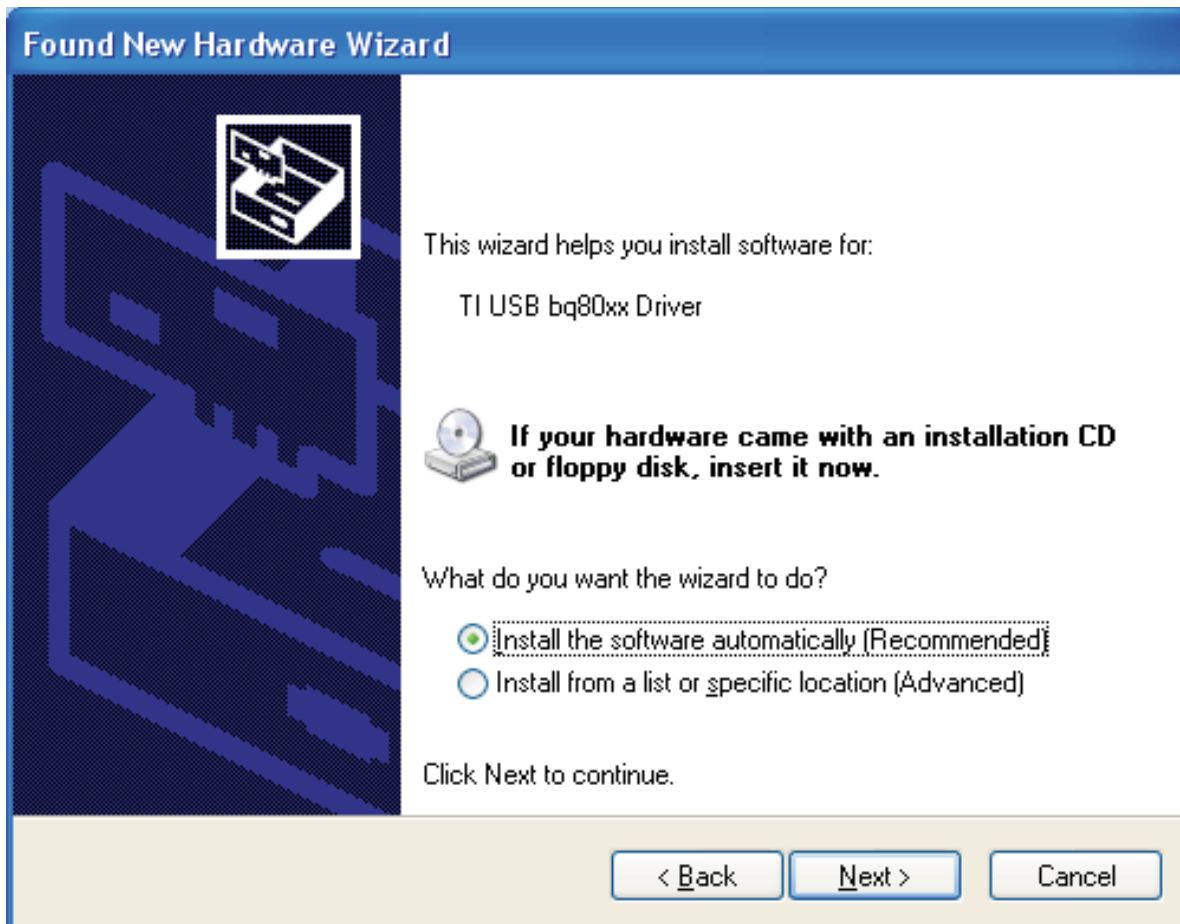 Found New Hardware Wizard
This wizard helps you install software for:
TI USB bq80xx Driver
If your hardware came with an installation CD
or floppy disk, insert it now.
What do you want the wizard to do?
Install the software automatically (Recommended)
Install from a list or specific location (Advanced)
Click Next to continue.
< Back Next > Cancel